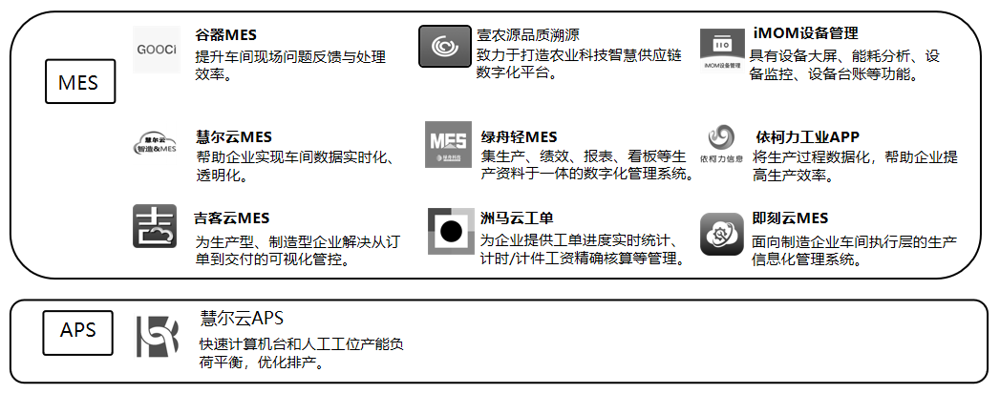 MES
GOOCi
谷器MES
提升车间现场问题反馈与处理
效率。
壹农源品质溯源
致力于打造农业科技智慧供应链
数字化平台。
iMOM设备管理
iMOM设备管理
具有设备大屏、能耗分析、设
备监控、设备台账等功能。
慧尔云
智造&MES
慧尔云MES
帮助企业实现车间数据实时化、
透明化。
MES
绿舟轻MES
集生产、绩效、报表、看板等生
产资料于一体的数字化管理系统。
依柯力信息
依柯力工业APP
将生产过程数据化，帮助企业提
高生产效率。
吉
吉客云MES
为生产型、制造型企业解决从订
单到交付的可视化管控。
洲马云工单
为企业提供工单进度实时统计、
计时/计件工资精确核算等管理。
即刻云MES
面向制造企业车间执行层的生产
信息化管理系统。
APS
慧尔云APS
快速计算机台和人工工位产能负
荷平衡，优化排产。